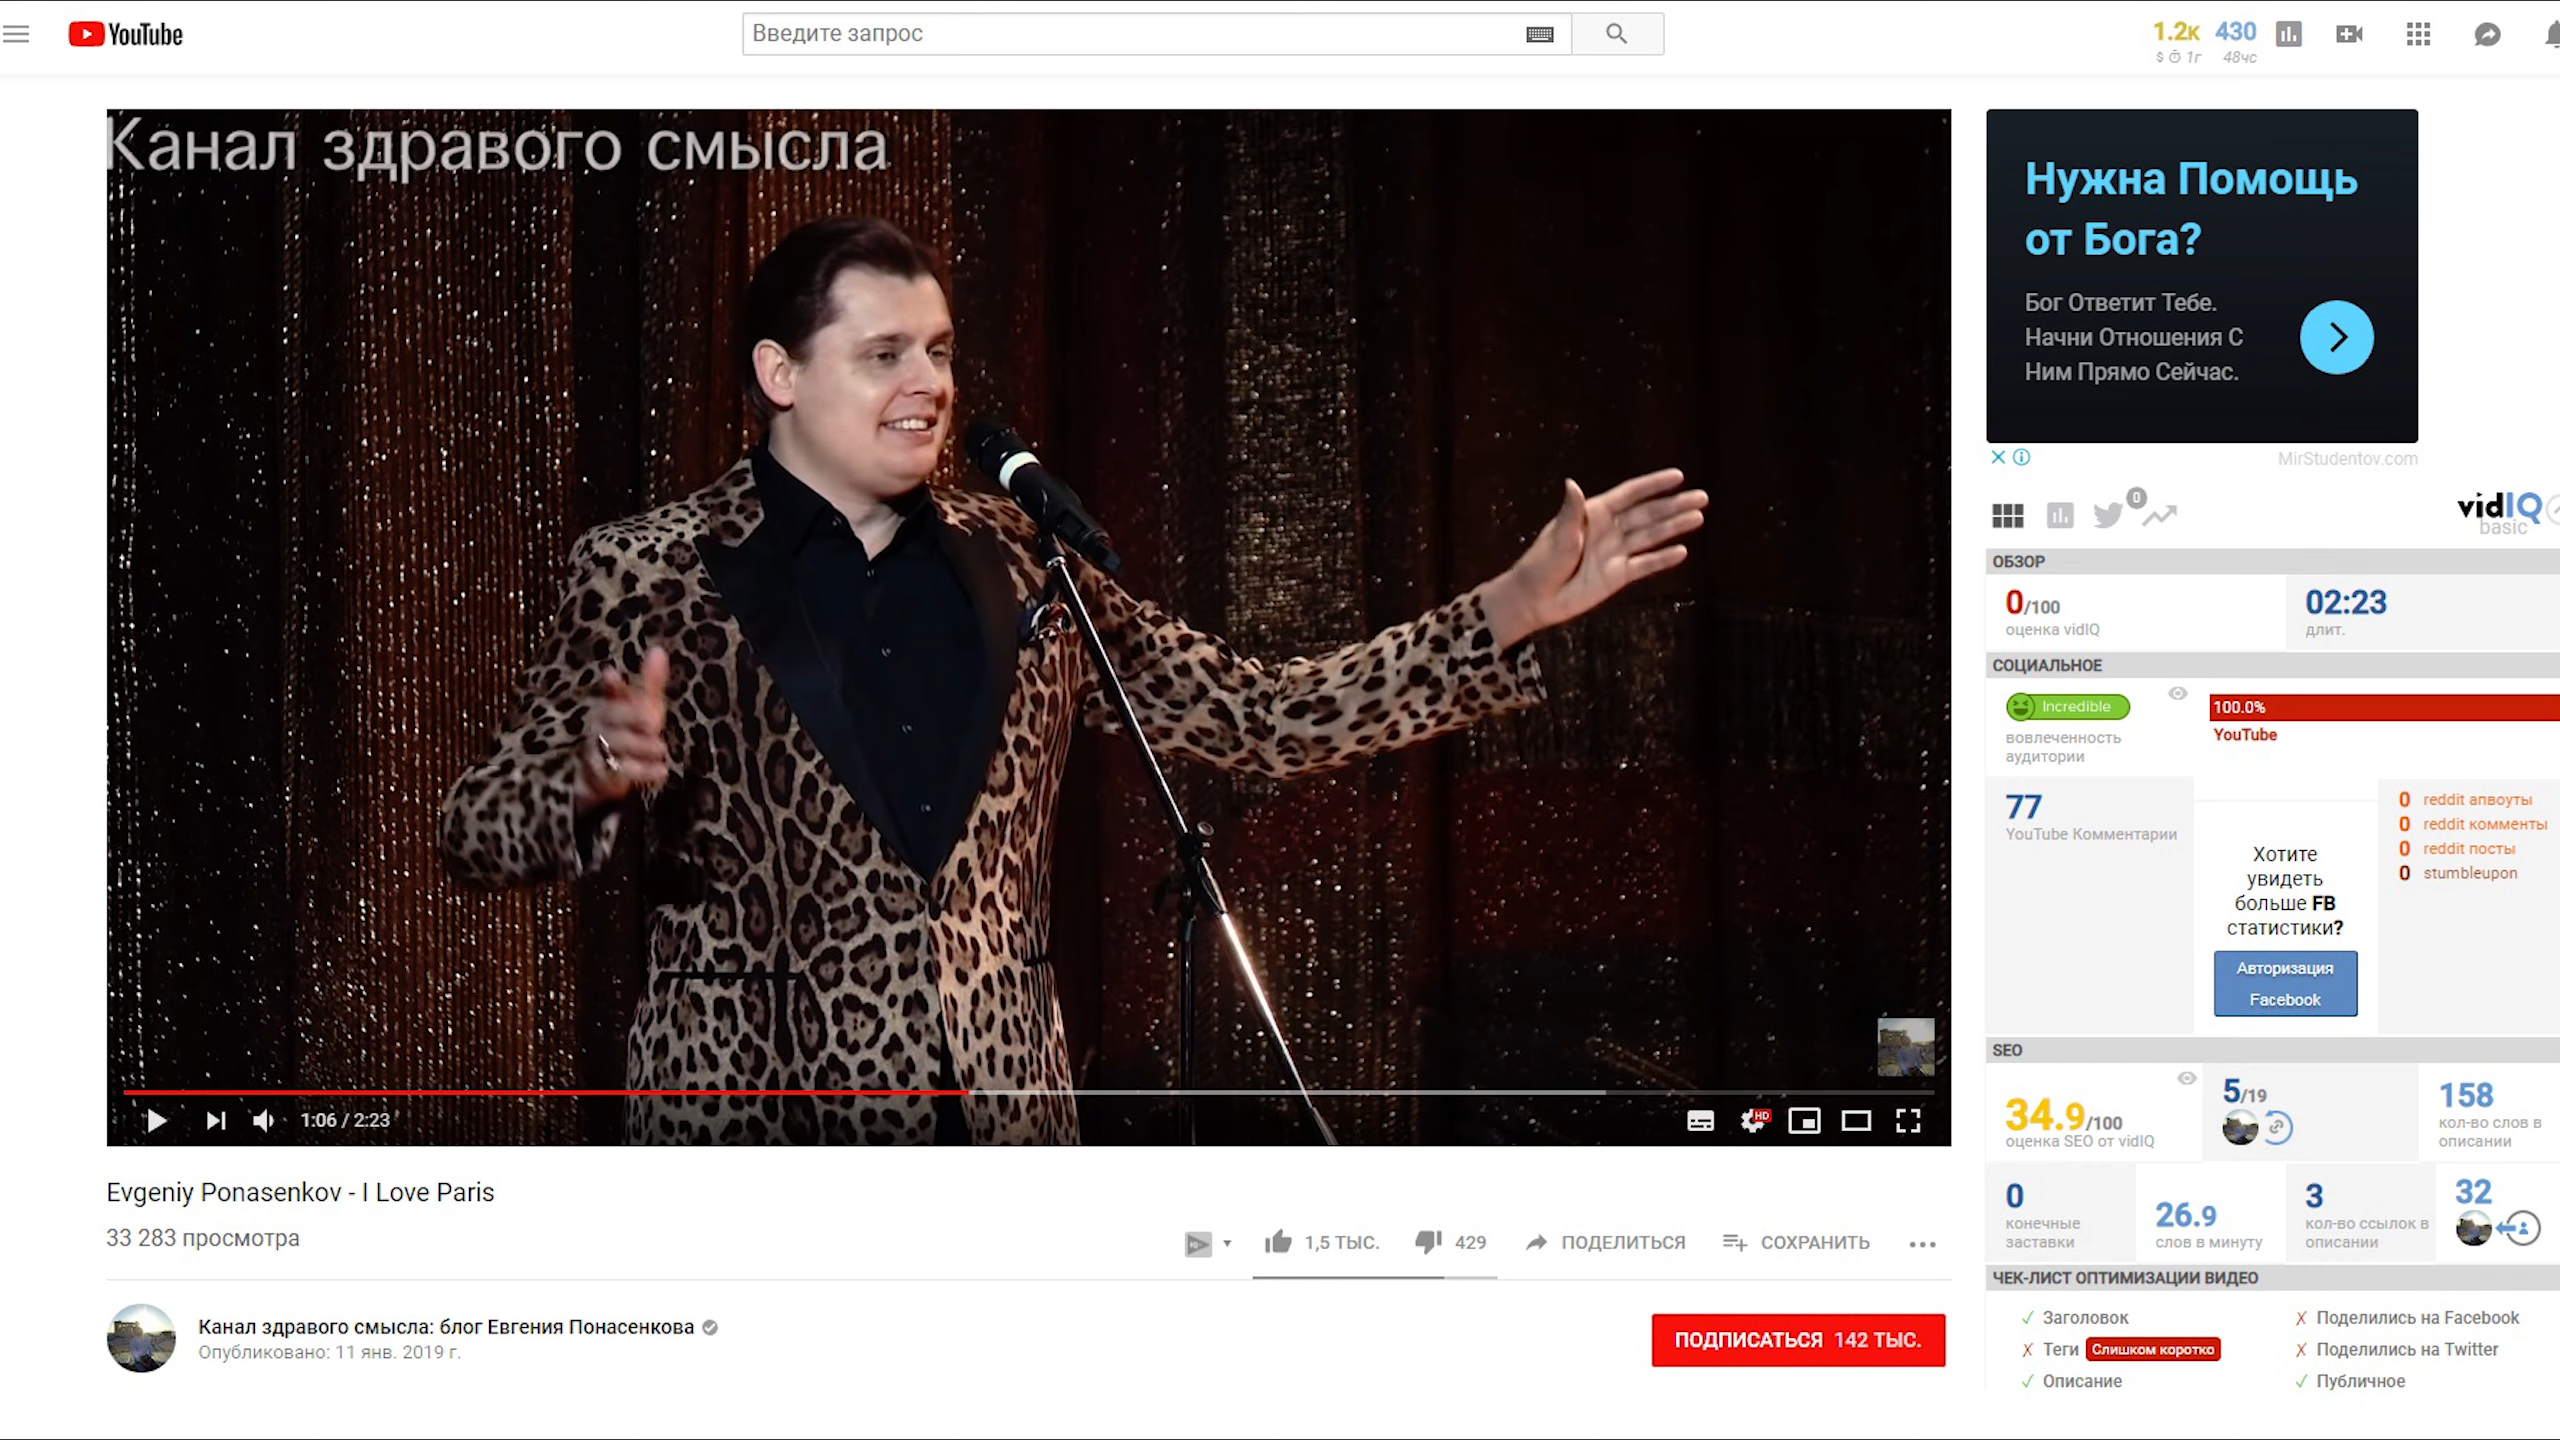 YouTube
Введите запрос
1.2к 430
$ 1г 48чс
Канал здравого смысла
1:06 / 2:23
HD
Evgeniy Ponasenkov - I Love Paris
33 283 просмотра
1,5 ТЫС.
429
ПОДЕЛИТЬСЯ
СОХРАНИТЬ
Канал здравого смысла: блог Евгения Понасенкова
Опубликовано: 11 янв. 2019 г.
ПОДПИСАТЬСЯ 142 ТЫС.
Нужна Помощь
от Бога?
Бог Ответит Тебе.
Начни Отношения С
Ним Прямо Сейчас.
MirStudentov.com
0
vidIQ
basic
ОБЗОР
0/100
оценка vidIQ
02:23
длит.
СОЦИАЛЬНОЕ
Incredible
вовлеченность
аудитории
100.0%
YouTube
77
YouTube Комментарии
Хотите
увидеть
больше FB
статистики?
Авторизация
Facebook
0 reddit апвоуты
0 reddit комменты
0 reddit посты
0 stumbleupon
SEO
34.9/100
оценка SEO от vidIQ
5/19
158
кол-во слов в
описании
0
конечные
заставки
26.9
слов в минуту
3
кол-во ссылок в
описании
32
ЧЕК-ЛИСТ ОПТИМИЗАЦИИ ВИДЕО
✓ Заголовок
✗ Теги Слишком коротко
✓ Описание
✗ Поделились на Facebook
✗ Поделились на Twitter
✓ Публичное